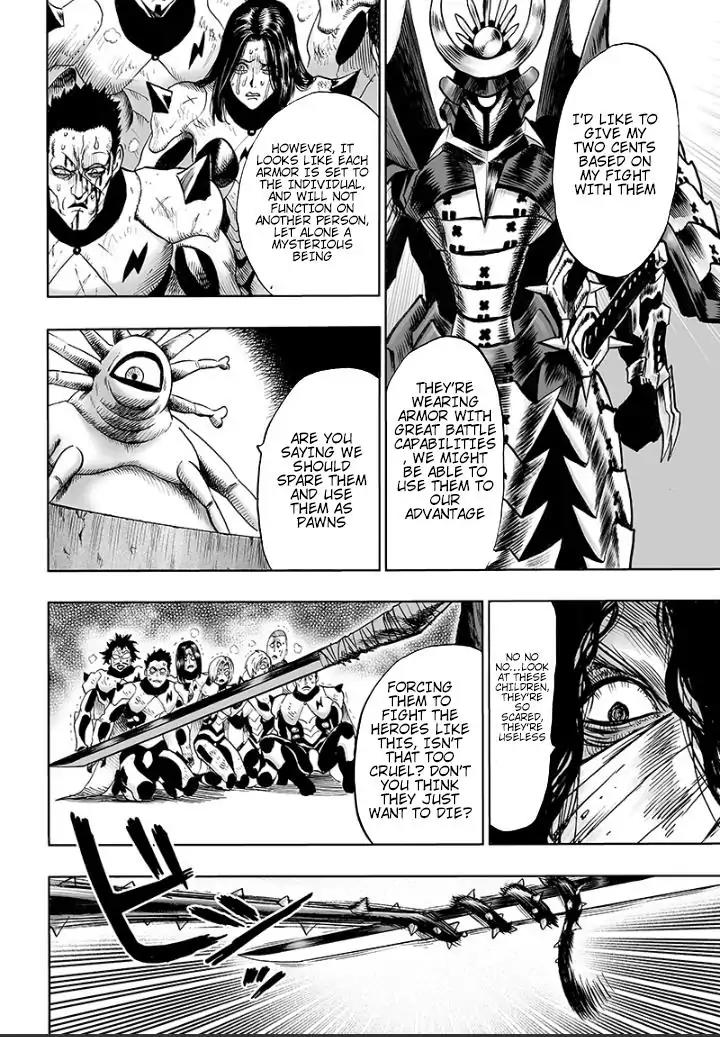 I'D LIKE TO
GIVE MY
TWO CENTS
BASED ON
MY FIGHT
WITH THEM
THEY'RE
WEARING
ARMOR WITH
GREAT BATTLE
CAPABILITIES
, WE MIGHT
BE ABLE TO
USE THEM TO
OUR
ADVANTAGE
HOWEVER, IT
LOOKS LIKE EACH
ARMOR IS SET
TO THE
INDIVIDUAL,
AND WILL NOT
FUNCTION ON
ANOTHER PERSON,
LET ALONE A
MYSTERIOUS
BEING
ARE YOU
SAYING WE
SHOULD
SPARE THEM
AND USE
THEM AS
PAWNS
NO NO
NO...LOOK
AT THESE
CHILDREN,
THEY'RE
SO
SCARED,
THEY'RE
USELESS
FORCING
THEM TO
FIGHT THE
HEROES LIKE
THIS, ISN'T
THAT TOO
CRUEL? DON'T
YOU THINK
THEY JUST
WANT TO DIE?
ビッ